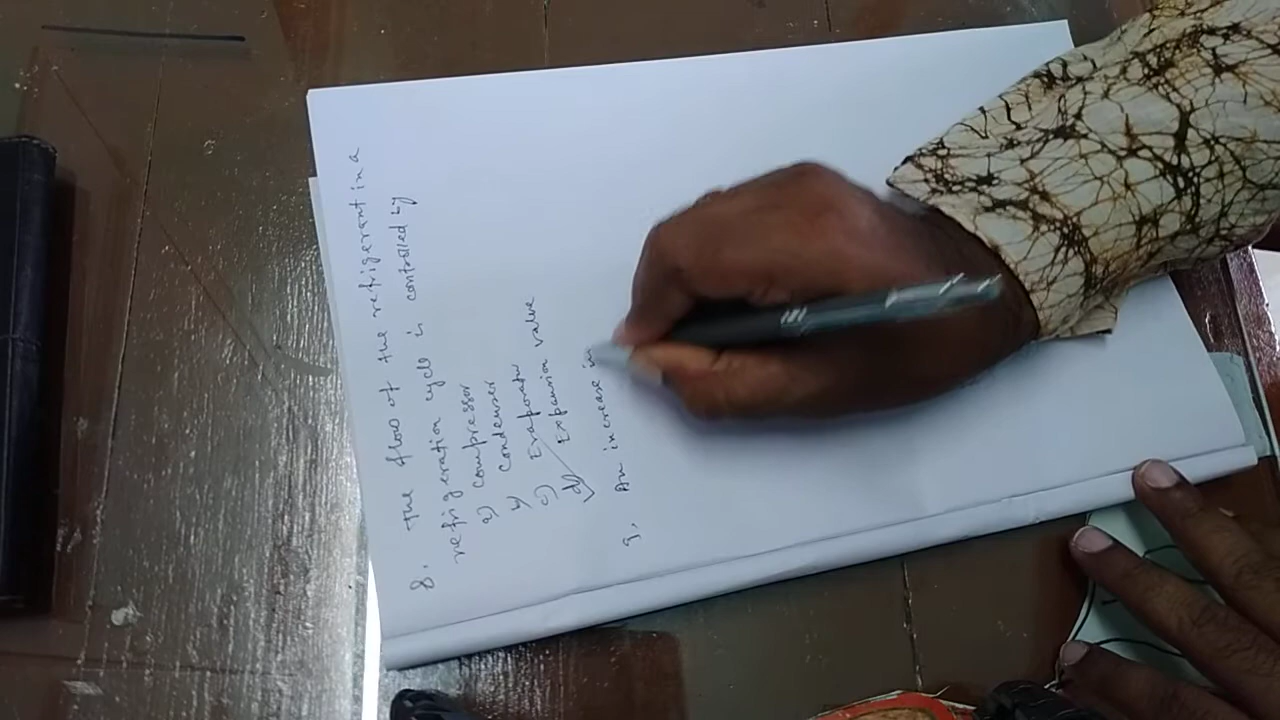 8. The flow of the refrigerant in a
refrigeration cycle is controlled by
a) Compressor
b) Condenser
c) Evaporator
d) Expansion valve
9. An increase in